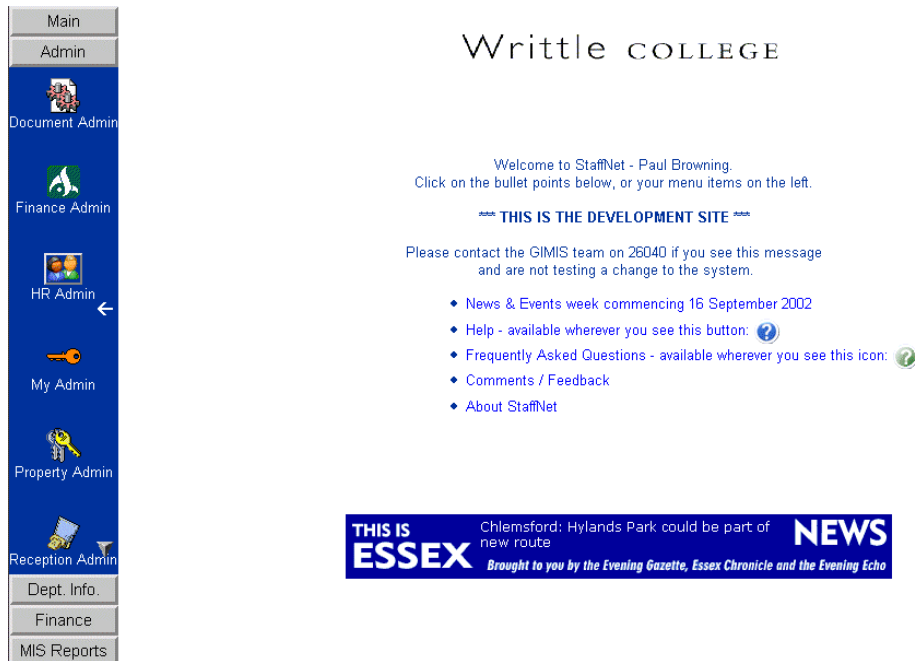 Main
Admin
Document Admin
Finance Admin
HR Admin
My Admin
Property Admin
Reception Admin
Dept. Info.
Finance
MIS Reports
Writtle COLLEGE
Welcome to StaffNet - Paul Browning.
Click on the bullet points below, or your menu items on the left.
*** THIS IS THE DEVELOPMENT SITE ***
Please contact the GIMIS team on 26040 if you see this message
and are not testing a change to the system.
News & Events week commencing 16 September 2002
Help - available wherever you see this button: ?
Frequently Asked Questions - available wherever you see this icon: ?
Comments / Feedback
About StaffNet
THIS IS
ESSEX
Chlemsford: Hylands Park could be part of
new route
NEWS
Brought to you by the Evening Gazette, Essex Chronicle and the Evening Echo